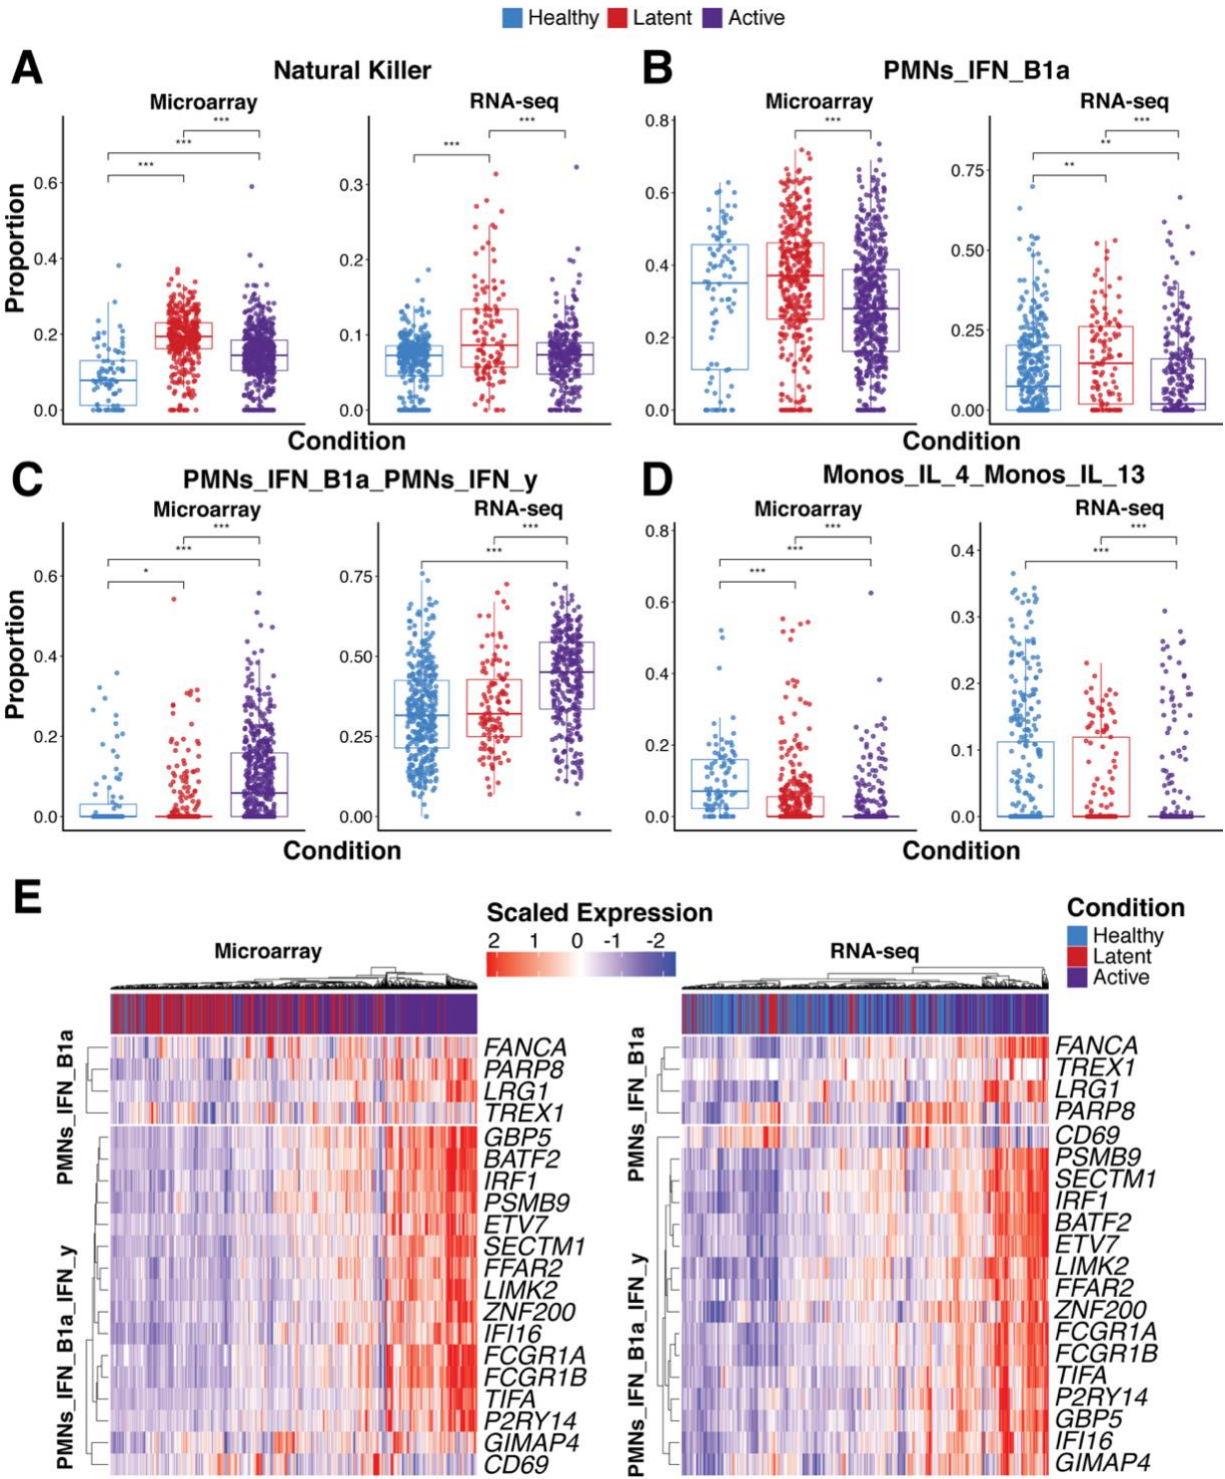 Healthy Latent Active
A
Natural Killer
Microarray
RNA-seq
***
***
***
***
***
Proportion
0.6
0.4
0.2
0.0
0.3
0.2
0.1
0.0
Condition
B
PMNs_IFN_B1a
Microarray
RNA-seq
***
***
**
**
0.8
0.6
0.4
0.2
0.0
0.75
0.50
0.25
0.00
Condition
C
PMNs_IFN_B1a_PMNs_IFN_y
Microarray
RNA-seq
***
***
*
***
***
Proportion
0.6
0.4
0.2
0.0
0.75
0.50
0.25
0.00
Condition
D
Monos_IL_4_Monos_IL_13
Microarray
RNA-seq
***
***
***
***
***
0.8
0.6
0.4
0.2
0.0
0.4
0.3
0.2
0.1
0.0
Condition
E
Scaled Expression
2 1 0 -1 -2
Condition
Healthy
Latent
Active
Microarray
PMNs_IFN_B1a
FANCA
PARP8
LRG1
TREX1
PMNs_IFN_B1a_IFN_y
GBP5
BATF2
IRF1
PSMB9
ETV7
SECTM1
FFAR2
LIMK2
ZNF200
IFI16
FCGR1A
FCGR1B
TIFA
P2RY14
GIMAP4
CD69
RNA-seq
PMNs_IFN_B1a
FANCA
TREX1
LRG1
PARP8
PMNs_IFN_B1a_IFN_y
CD69
PSMB9
SECTM1
IRF1
BATF2
ETV7
LIMK2
FFAR2
ZNF200
FCGR1A
FCGR1B
TIFA
P2RY14
GBP5
IFI16
GIMAP4